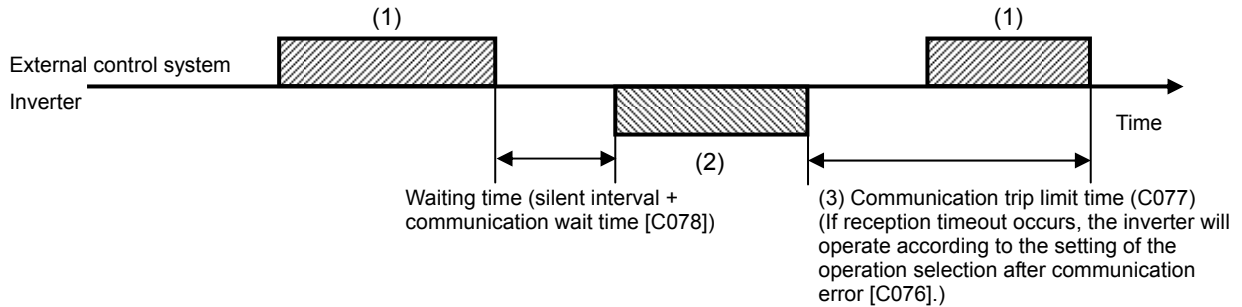 (1)
(1)
External control system
Inverter
Time
(2)
Waiting time (silent interval +
communication wait time [C078])
(3) Communication trip limit time (C077)
(If reception timeout occurs, the inverter will
operate according to the setting of the
operation selection after communication
error [C076].)